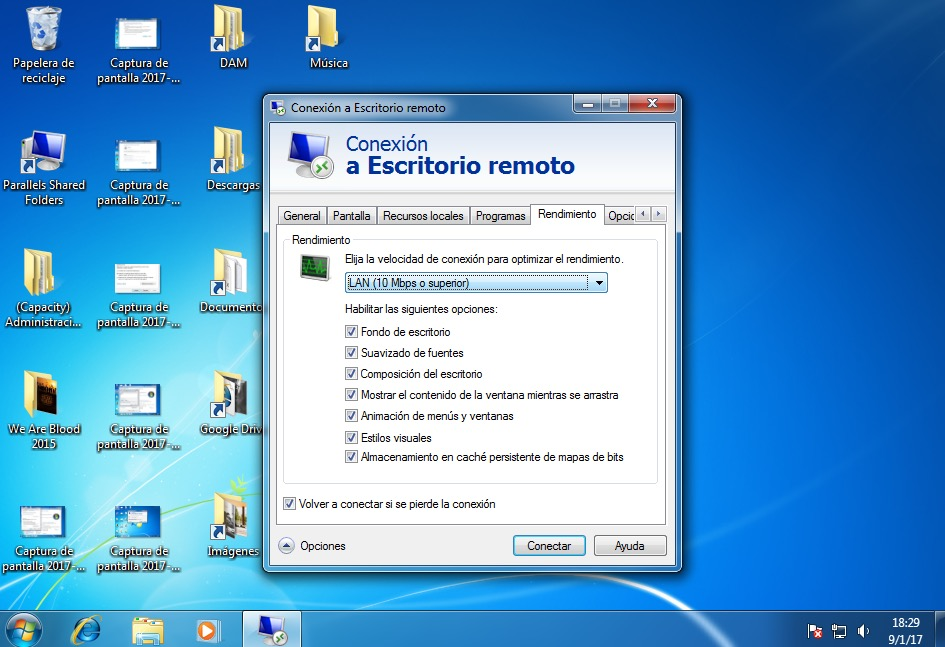 Papelera de
reciclaje
Captura de
pantalla 2017-...
DAM
Música
Parallels Shared
Folders
Captura de
pantalla 2017-...
Descargas
(Capacity)
Administraci...
Captura de
pantalla 2017-...
Documento
We Are Blood
2015
Captura de
pantalla 2017-...
Google Driv
Captura de
pantalla 2017-...
Captura de
pantalla 2017-...
Imágenes
Conexión a Escritorio remoto
Conexión
a Escritorio remoto
General Pantalla Recursos locales Programas Rendimiento Opcic
Rendimiento
Elija la velocidad de conexión para optimizar el rendimiento.
LAN (10 Mbps o superior)
Habilitar las siguientes opciones:
Fondo de escritorio
Suavizado de fuentes
Composición del escritorio
Mostrar el contenido de la ventana mientras se arrastra
Animación de menús y ventanas
Estilos visuales
Almacenamiento en caché persistente de mapas de bits
Volver a conectar si se pierde la conexión
Opciones Conectar Ayuda
18:29
9/1/17